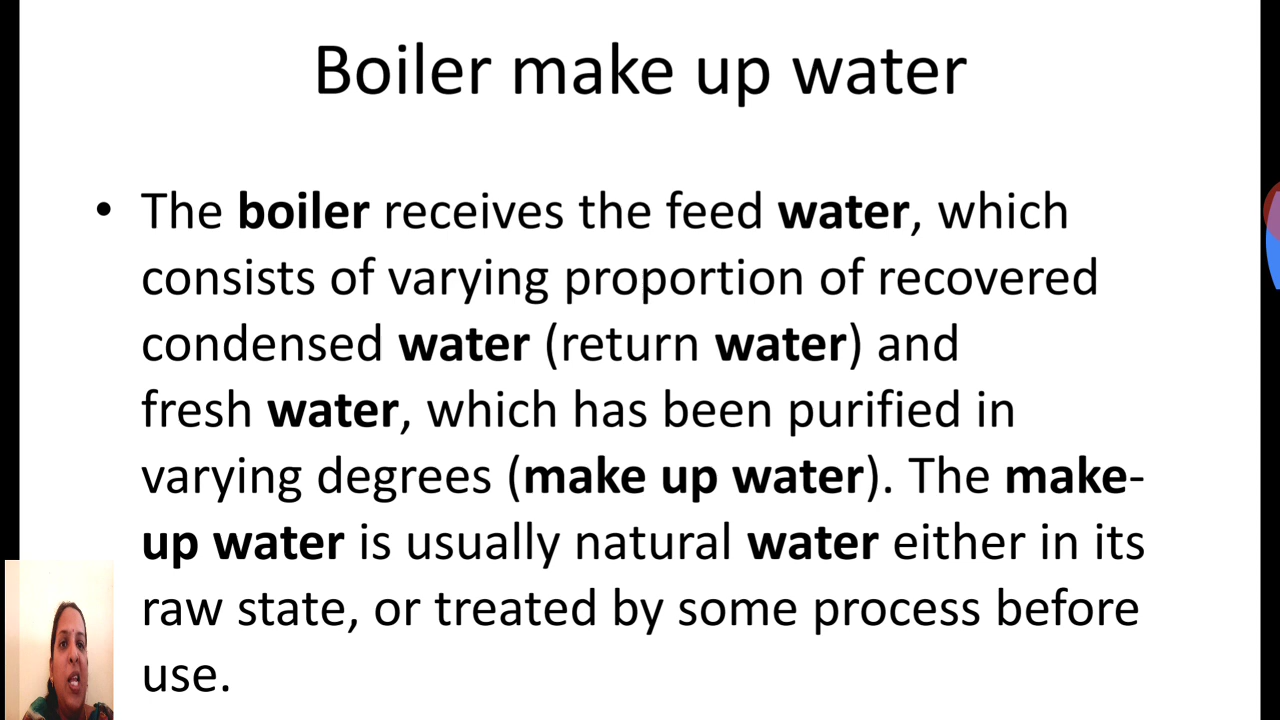 Boiler make up water
• The boiler receives the feed water, which
consists of varying proportion of recovered
condensed water (return water) and
fresh water, which has been purified in
varying degrees (make up water). The make-
up water is usually natural water either in its
raw state, or treated by some process before
use.